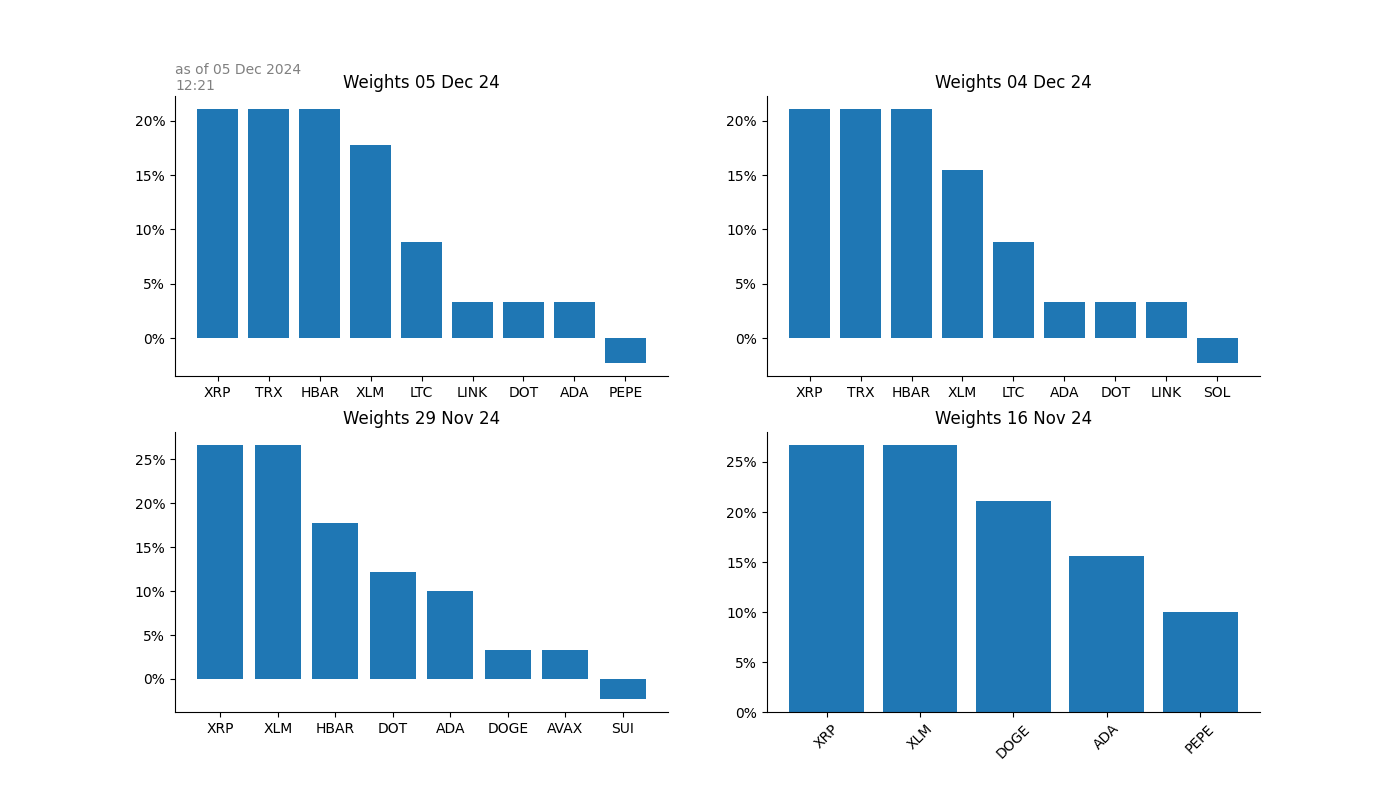 as of 05 Dec 2024
12:21
Weights 05 Dec 24
20%
15%
10%
5%
0%
XRP TRX HBAR XLM LTC LINK DOT ADA PEPE
Weights 04 Dec 24
20%
15%
10%
5%
0%
XRP TRX HBAR XLM LTC ADA DOT LINK SOL
Weights 29 Nov 24
25%
20%
15%
10%
5%
0%
XRP XLM HBAR DOT ADA DOGE AVAX SUI
Weights 16 Nov 24
25%
20%
15%
10%
5%
0%
XRP XLM DOGE ADA PEPE